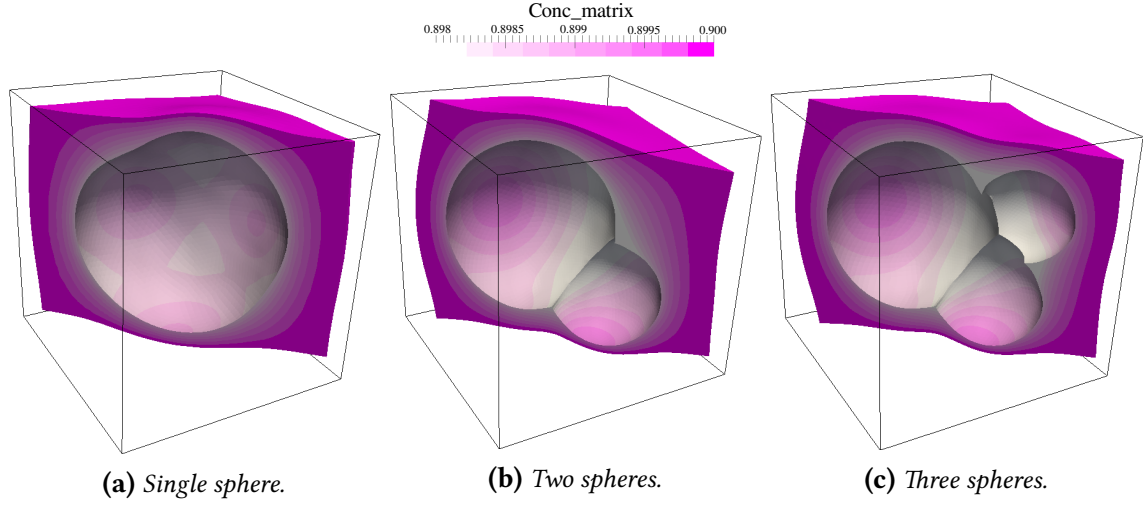 Conc_matrix
0.898 0.8985 0.899 0.8995 0.900
(a) Single sphere.
(b) Two spheres.
(c) Three spheres.